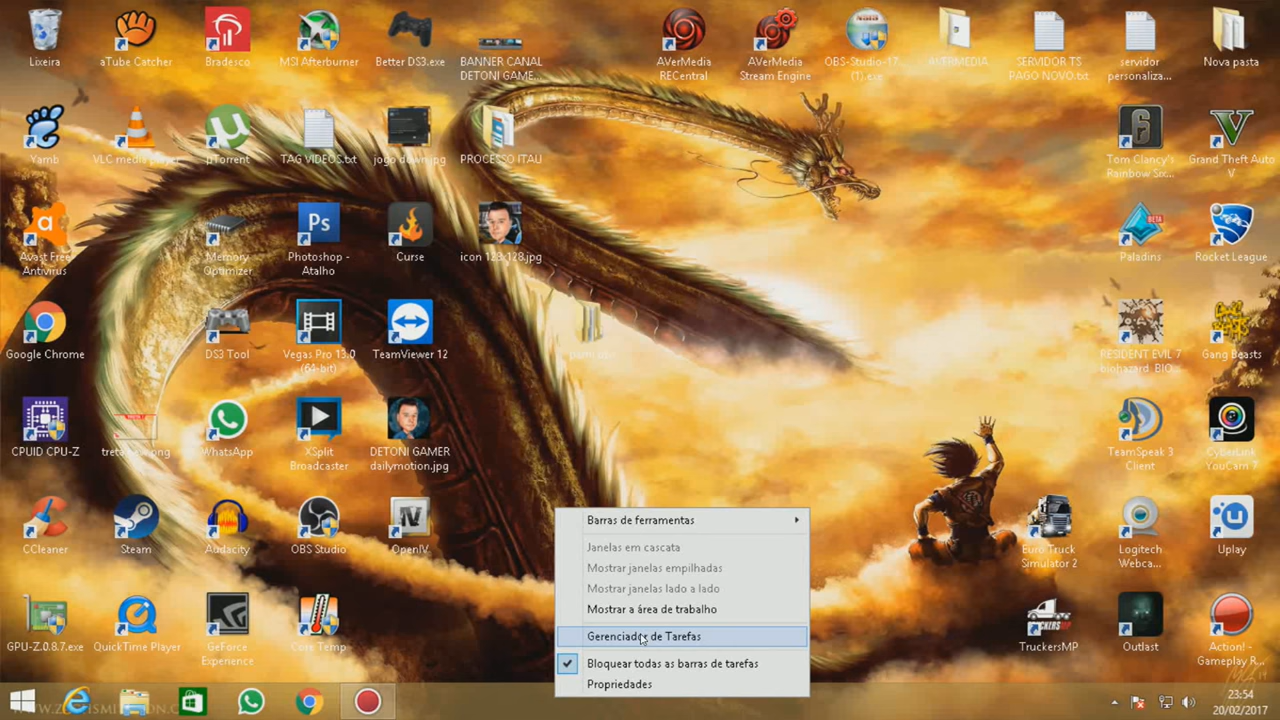 Lixeira
aTube Catcher
Bradesco
MSI Afterburner
Better DS3.exe
BANNER CANAL
DETONI GAME...
AVerMedia
RECentral
AVerMedia
Stream Engine
OBS-Studio-17...
(1).exe
SERVIDOR TS
PAGO NOVO.txt
servidor
personaliza...
Nova pasta
Yamb
VLC media player
µTorrent
TAG VIDEOS.txt
jogo down.jpg
PROCESSO ITAU
Tom Clancy's
Rainbow Six...
Grand Theft Auto
V
Avast Free
Antivirus
Memory
Optimizer
Photoshop -
Atalho
Curse
icon 128-128.jpg
BETA
Paladins
Rocket League
Google Chrome
DS3 Tool
Vegas Pro 13.0
(64-bit)
TeamViewer 12
RESIDENT EVIL 7
biohazard BIO...
Gang Beasts
CPUID CPU-Z
WhatsApp
XSplit
Broadcaster
DETONI GAMER
dailymotion.jpg
TeamSpeak 3
Client
CyberLink
YouCam 7
CCleaner
Steam
Audacity
OBS Studio
OpenIV
Euro Truck
Simulator 2
Logitech
Webca...
Uplay
GPU-Z.0.8.7.exe
QuickTime Player
GeForce
Experience
Core Temp
TruckersMP
Outlast
Action! -
Gameplay R...
Barras de ferramentas
Janelas em cascata
Mostrar janelas empilhadas
Mostrar janelas lado a lado
Mostrar a área de trabalho
Gerenciador de Tarefas
Bloquear todas as barras de tarefas
Propriedades
23:54
20/02/2017